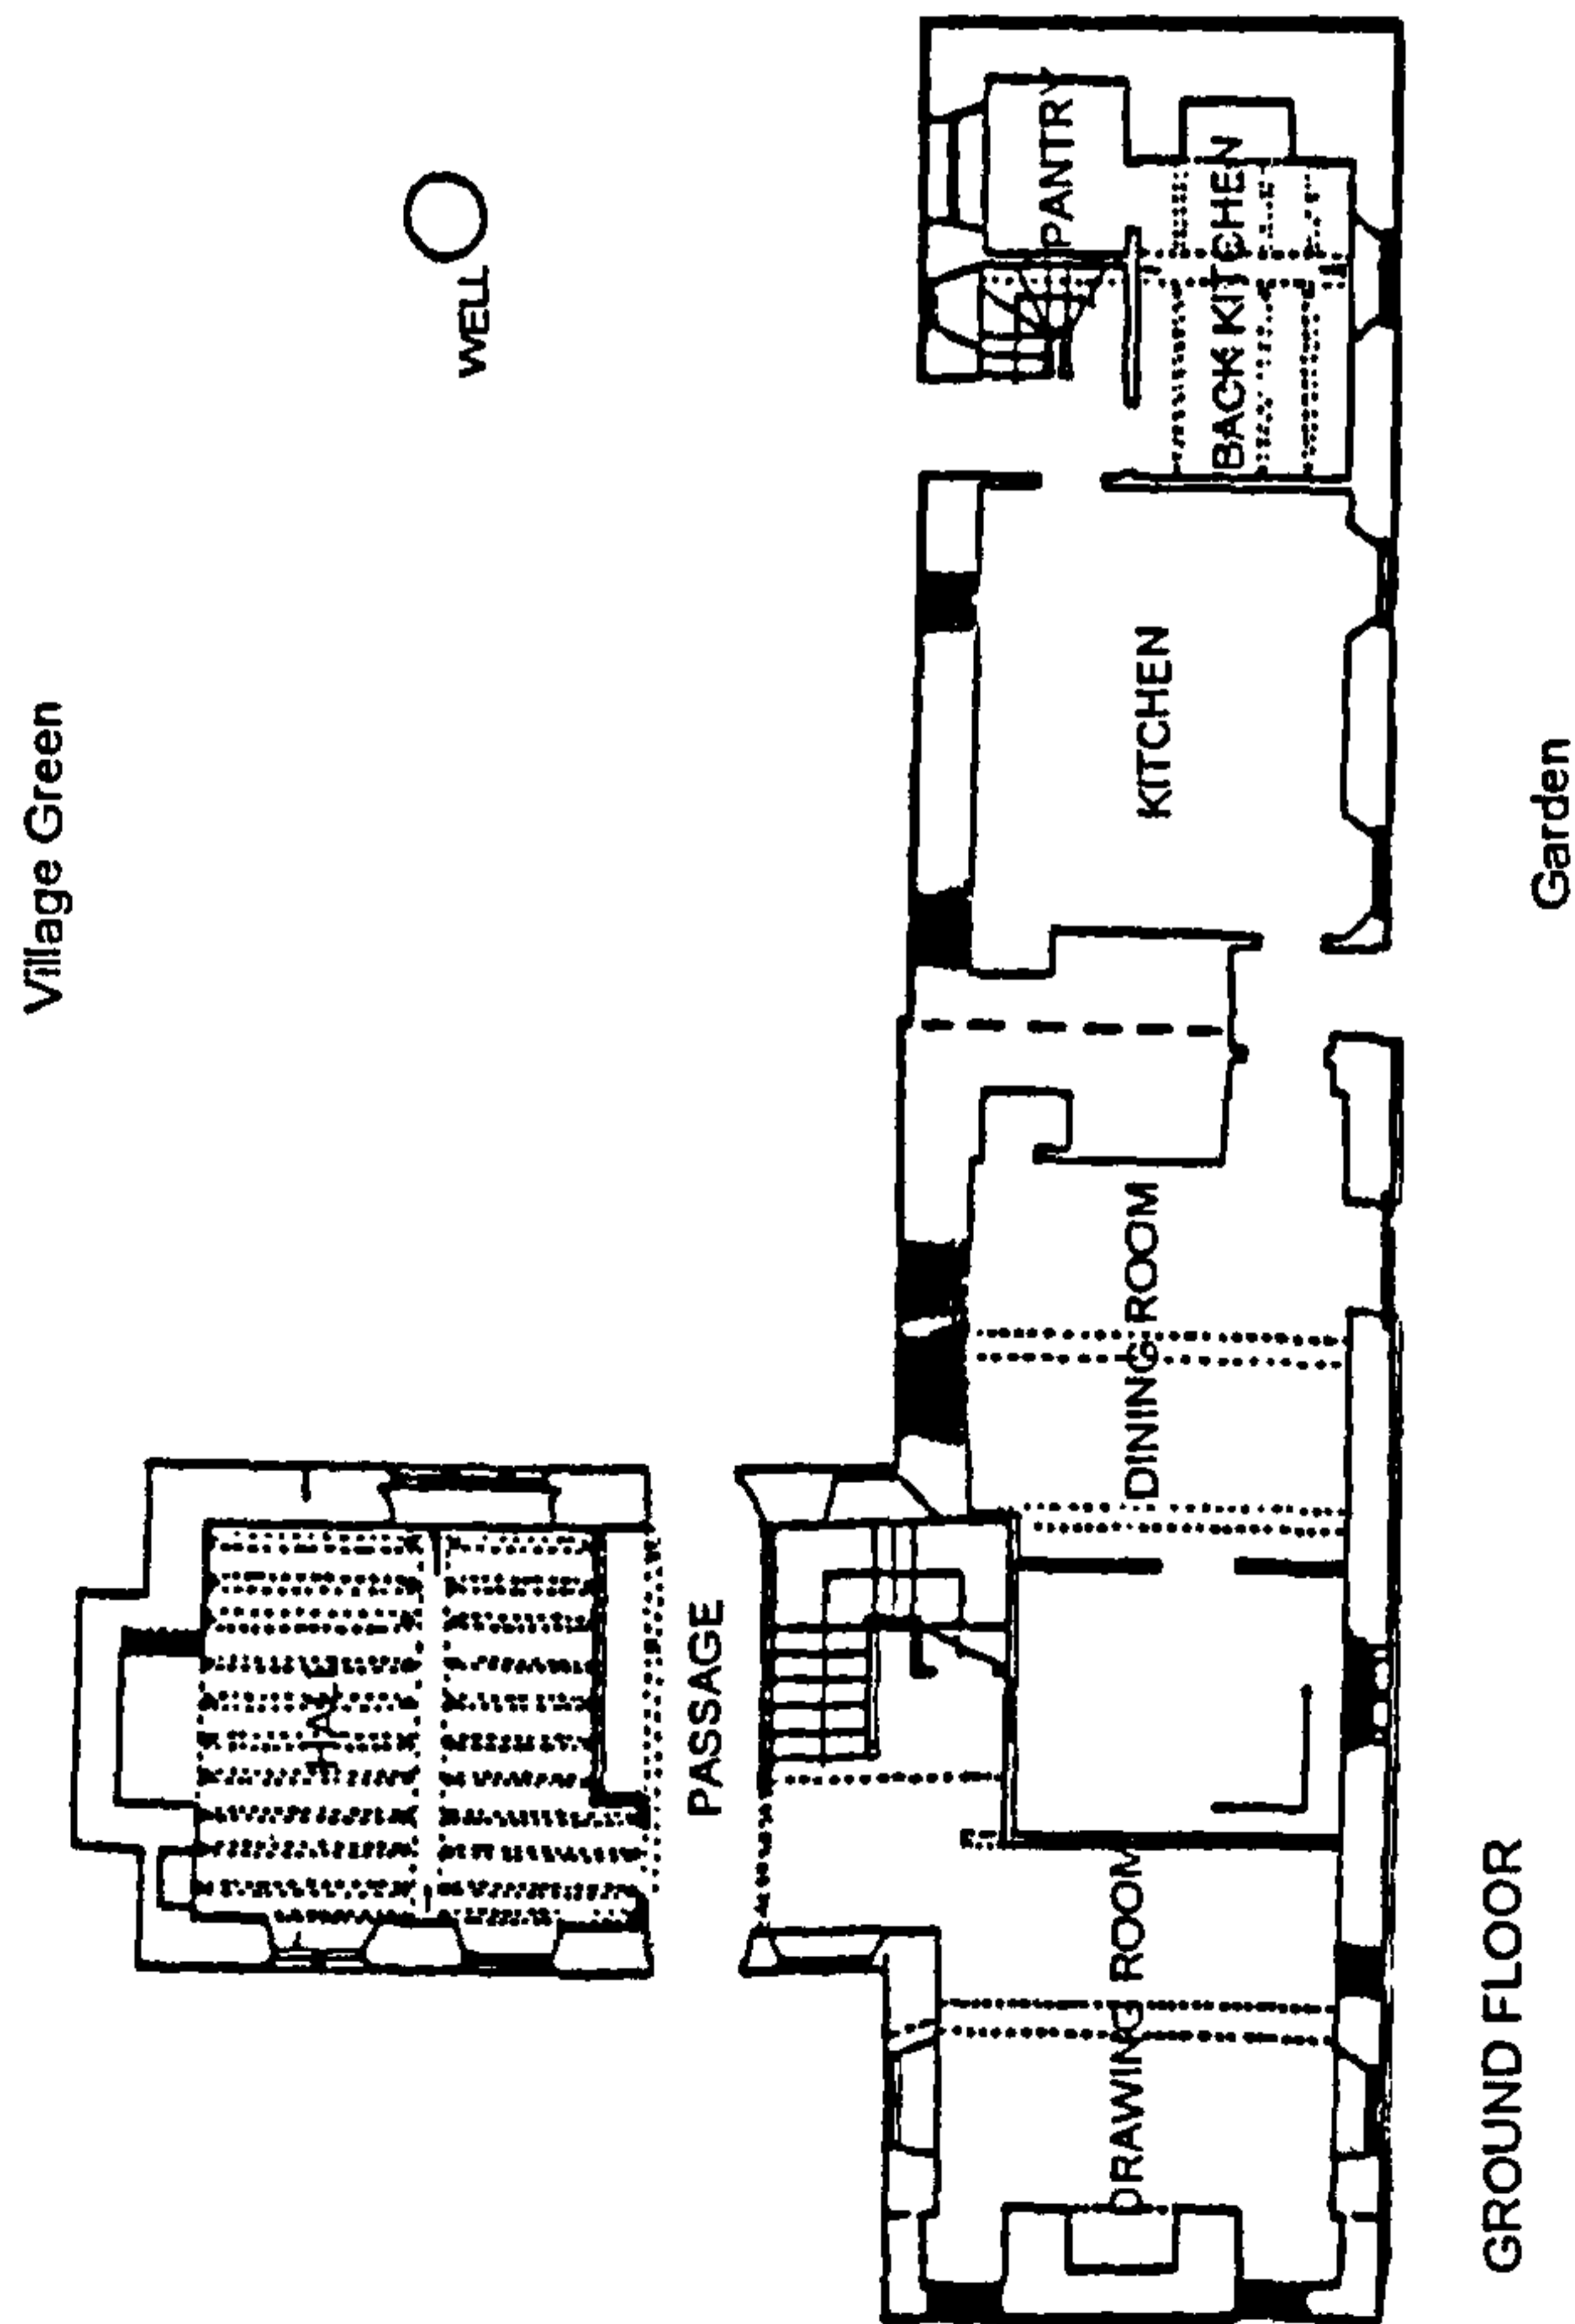 Village Green
WELL
HALL
PASSAGE
PANTRY
BACK KITCHEN
KITCHEN
DINING ROOM
DRAWING ROOM
Garden
GROUND FLOOR